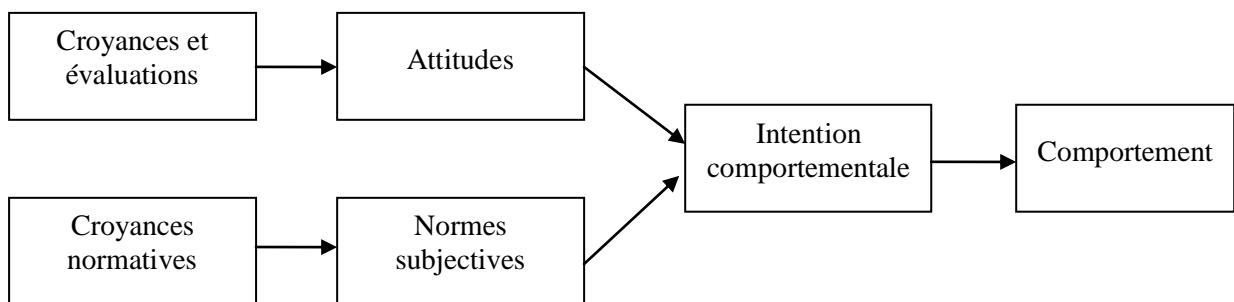 Croyances et
évaluations
Attitudes
Intention
comportementale
Comportement
Croyances
normatives
Normes
subjectives